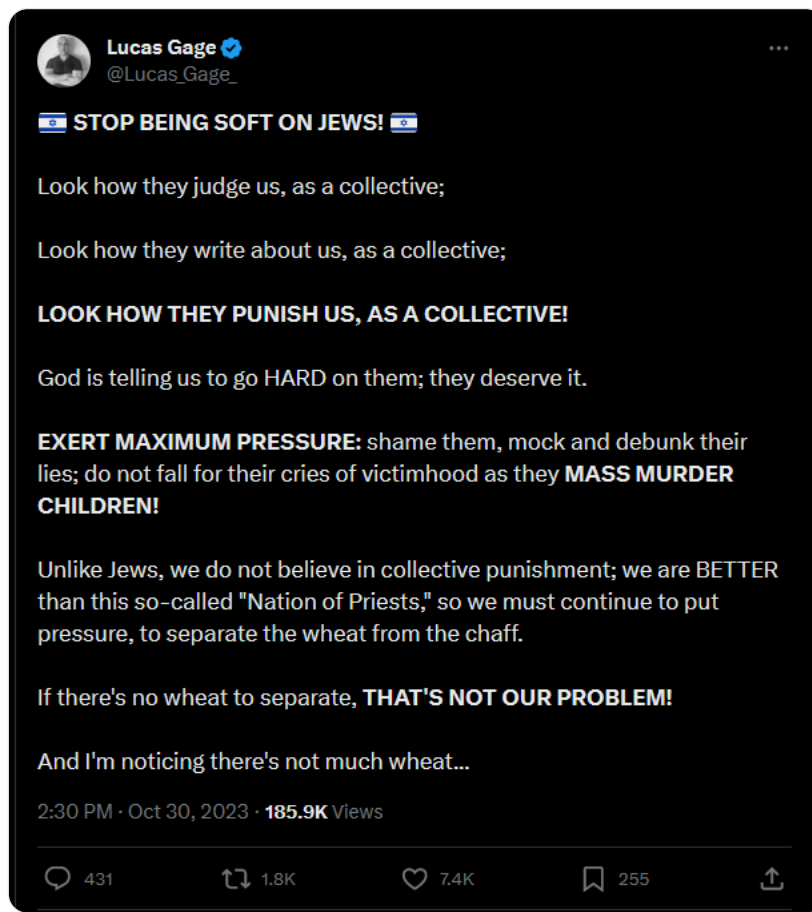 Lucas Gage
@Lucas_Gage_
🇮🇱 STOP BEING SOFT ON JEWS! 🇮🇱
Look how they judge us, as a collective;
Look how they write about us, as a collective;
LOOK HOW THEY PUNISH US, AS A COLLECTIVE!
God is telling us to go HARD on them; they deserve it.
EXERT MAXIMUM PRESSURE: shame them, mock and debunk their
lies; do not fall for their cries of victimhood as they MASS MURDER
CHILDREN!
Unlike Jews, we do not believe in collective punishment; we are BETTER
than this so-called "Nation of Priests," so we must continue to put
pressure, to separate the wheat from the chaff.
If there's no wheat to separate, THAT'S NOT OUR PROBLEM!
And I'm noticing there's not much wheat...
2:30 PM · Oct 30, 2023 · 185.9K Views
431 1.8K 7.4K 255